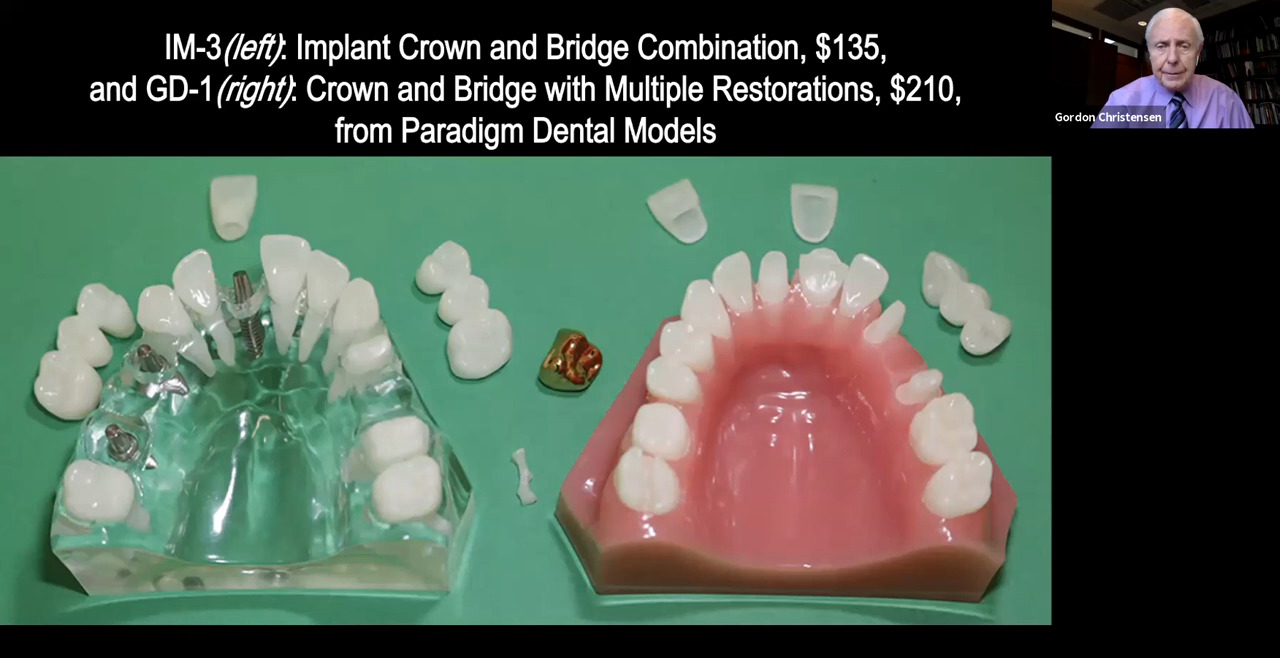 IM-3(left): Implant Crown and Bridge Combination, $135,
and GD-1(right): Crown and Bridge with Multiple Restorations, $210,
from Paradigm Dental Models
Gordon Christensen